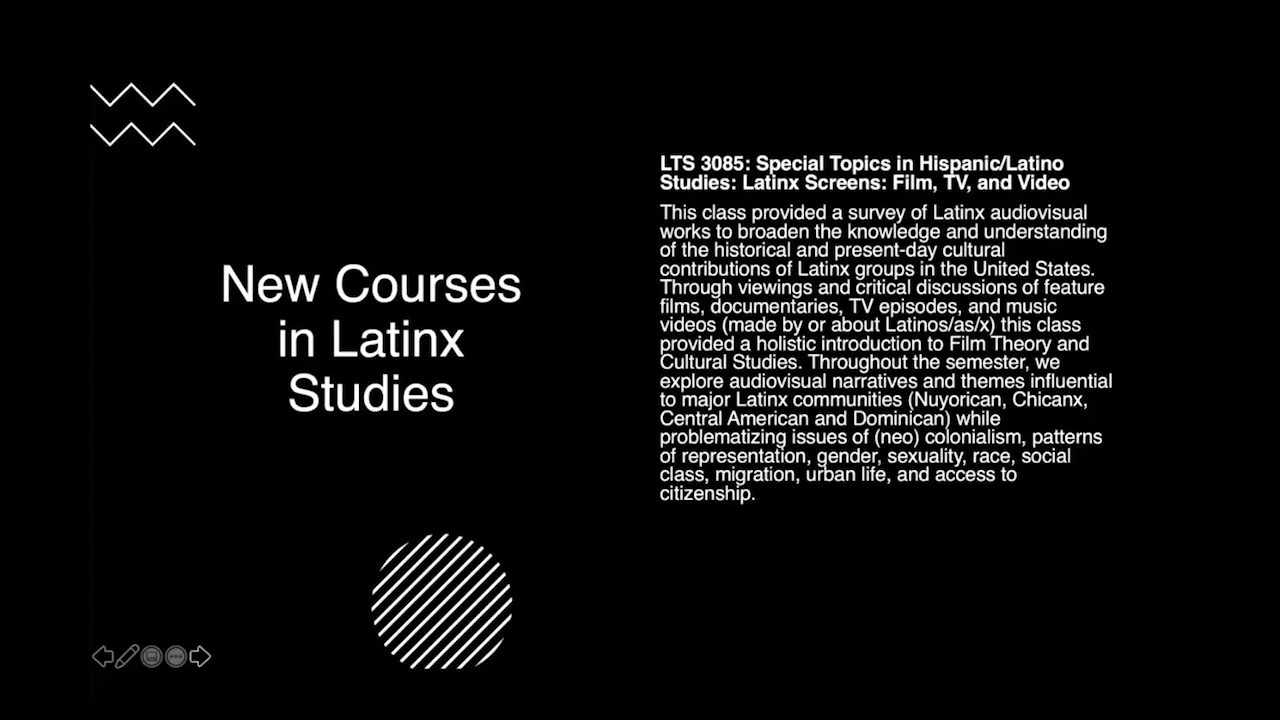 New Courses
in Latinx
Studies
LTS 3085: Special Topics in Hispanic/Latino
Studies: Latinx Screens: Film, TV, and Video
This class provided a survey of Latinx audiovisual
works to broaden the knowledge and understanding
of the historical and present-day cultural
contributions of Latinx groups in the United States.
Through viewings and critical discussions of feature
films, documentaries, TV episodes, and music
videos (made by or about Latinos/as/x) this class
provided a holistic introduction to Film Theory and
Cultural Studies. Throughout the semester, we
explore audiovisual narratives and themes influential
to major Latinx communities (Nuyorican, Chicanx,
Central American and Dominican) while
problematizing issues of (neo) colonialism, patterns
of representation, gender, sexuality, race, social
class, migration, urban life, and access to
citizenship.